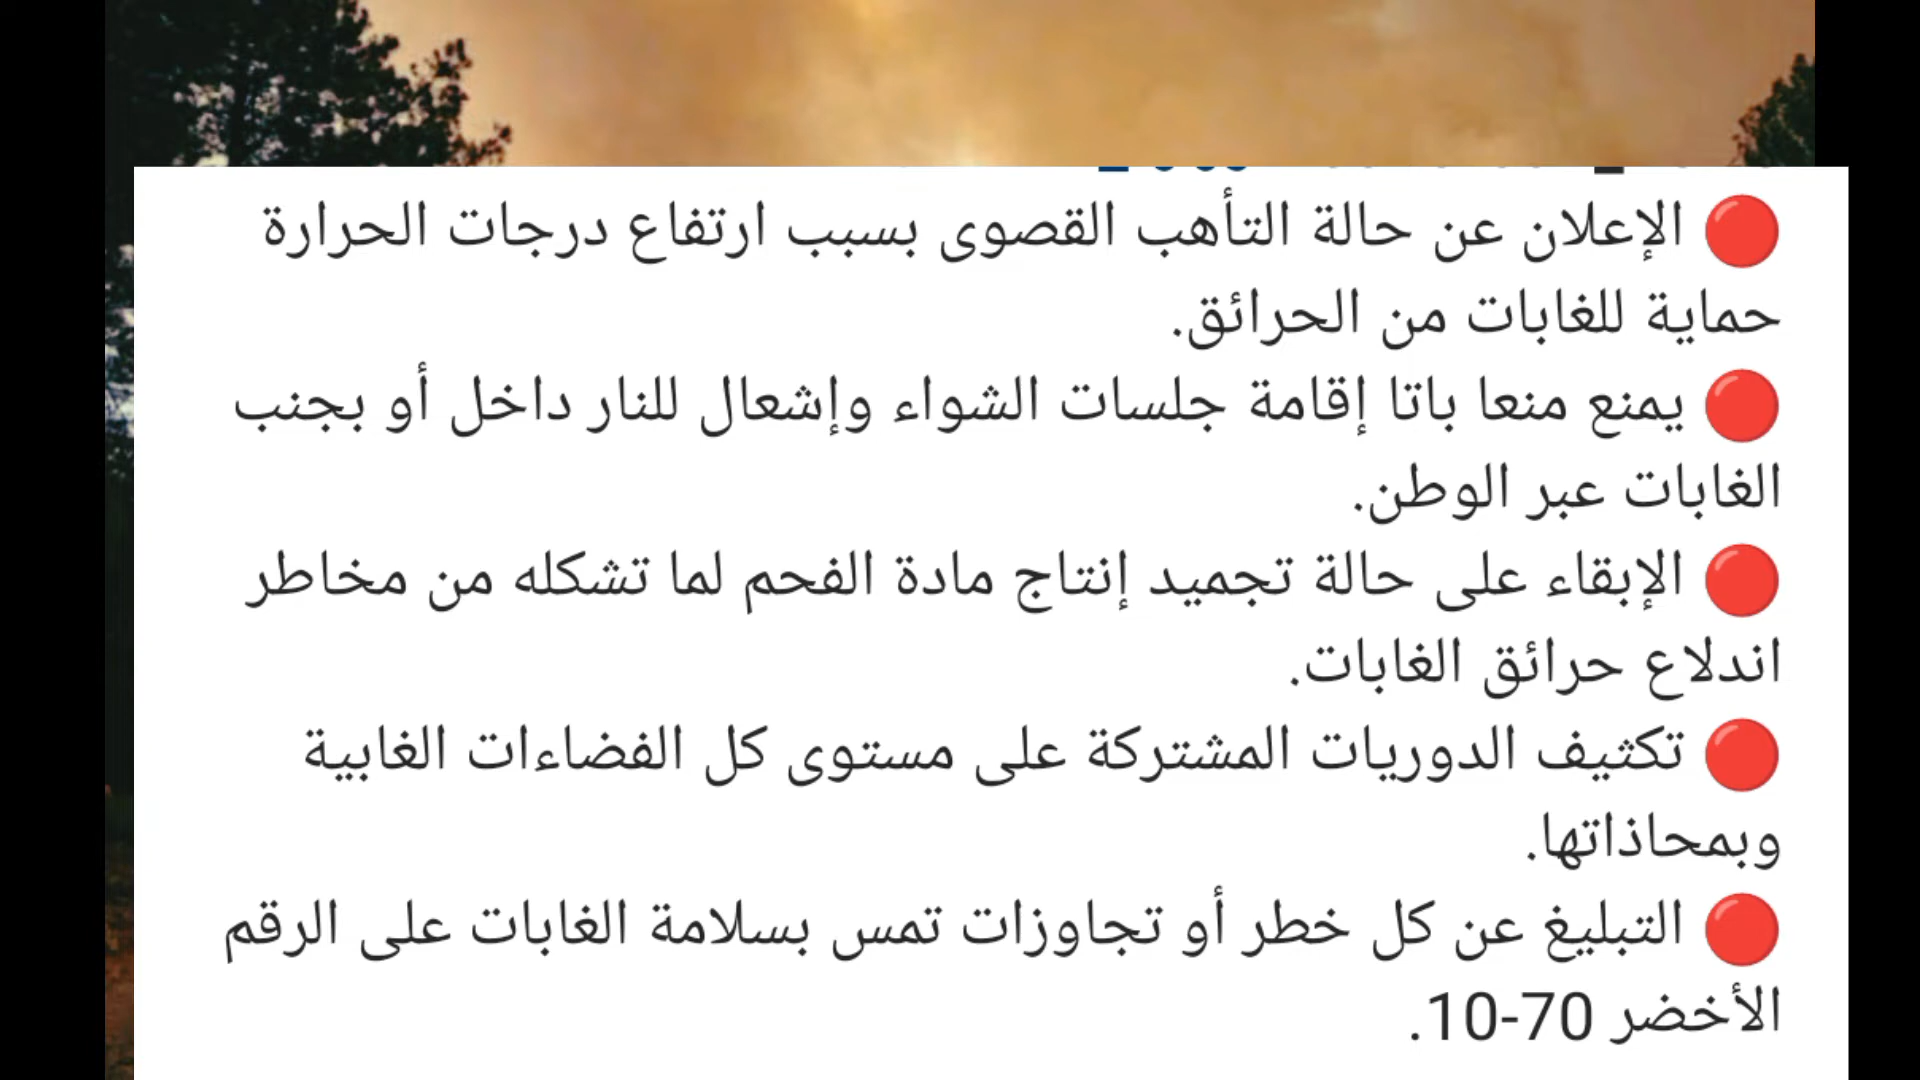 🔴 الإعلان عن حالة التأهب القصوى بسبب ارتفاع درجات الحرارة
حماية للغابات من الحرائق.
🔴 يمنع منعا باتا إقامة جلسات الشواء وإشعال للنار داخل أو بجنب
الغابات عبر الوطن.
🔴 الإبقاء على حالة تجميد إنتاج مادة الفحم لما تشكله من مخاطر
اندلاع حرائق الغابات.
🔴 تكثيف الدوريات المشتركة على مستوى كل الفضاءات الغابية
وبمحاذاتها.
🔴 التبليغ عن كل خطر أو تجاوزات تمس بسلامة الغابات على الرقم
الأخضر 70-10.